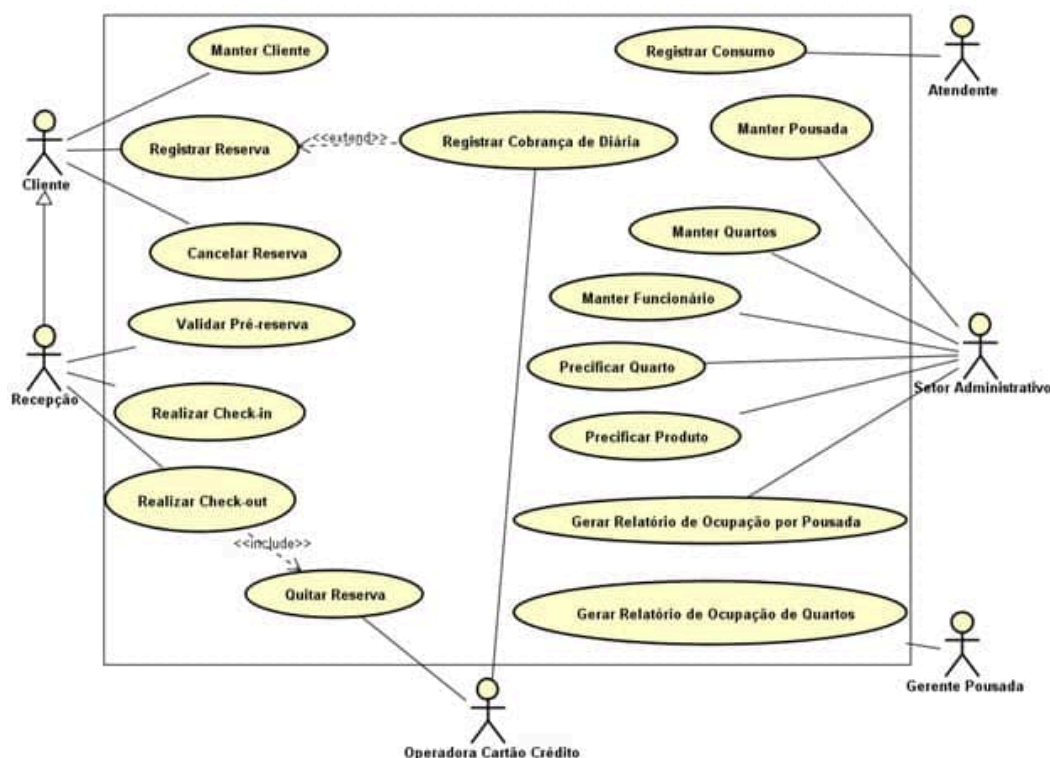 Manter Cliente
Registrar Consumo
Atendente
Manter Pousada
<<extend>>
Registrar Reserva
Registrar Cobrança de Diária
Cliente
Manter Quartos
Cancelar Reserva
Manter Funcionário
Validar Pré-reserva
Precificar Quarto
Setor Administrativo
Recepção
Realizar Check-in
Precificar Produto
Realizar Check-out
Gerar Relatório de Ocupação por Pousada
<<include>>
Quitar Reserva
Gerar Relatório de Ocupação de Quartos
Gerente Pousada
Operadora Cartão Crédito